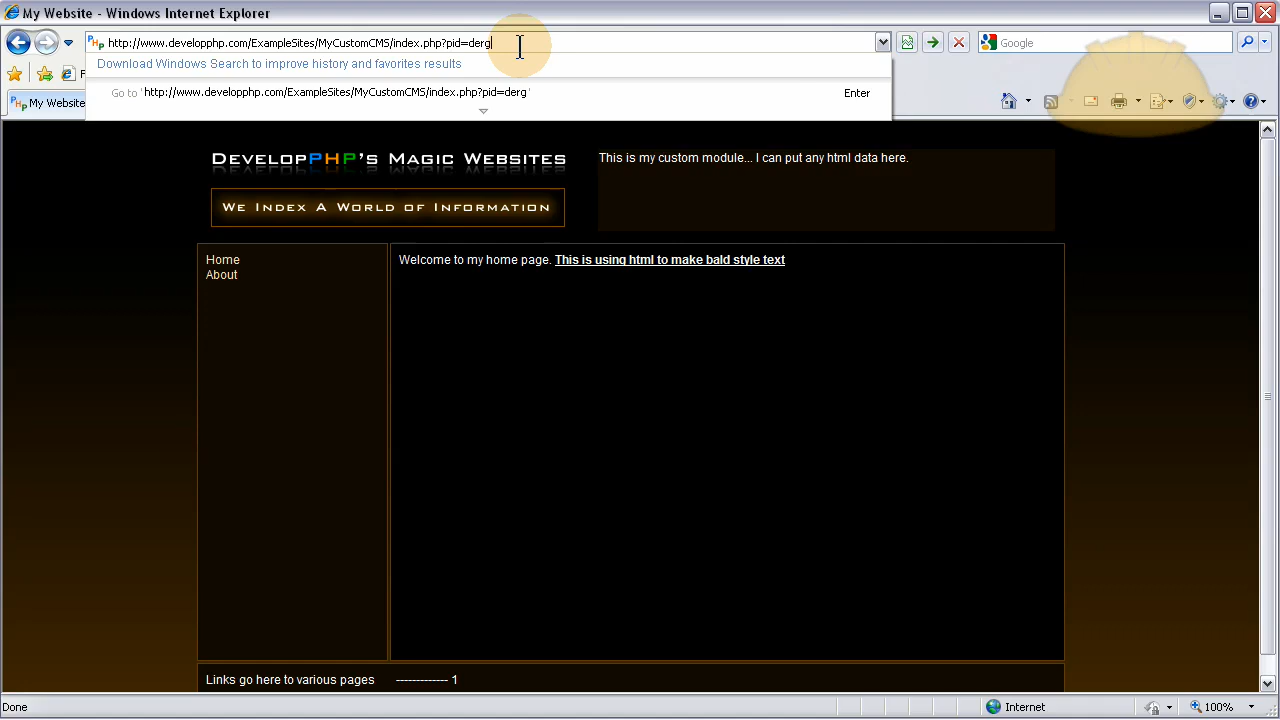 My Website - Windows Internet Explorer
http://www.developphp.com/ExampleSites/MyCustomCMS/index.php?pid=derg
Google
Download Windows Search to improve history and favorites results
Go to ' http://www.developphp.com/ExampleSites/MyCustomCMS/index.php?pid=derg '
Enter
F
My Website
DevelopPHP's Magic Websites
This is my custom module... I can put any html data here.
We Index A World of Information
Home
About
Welcome to my home page. This is using html to make bald style text
Links go here to various pages ------------- 1
Done
Internet
100%